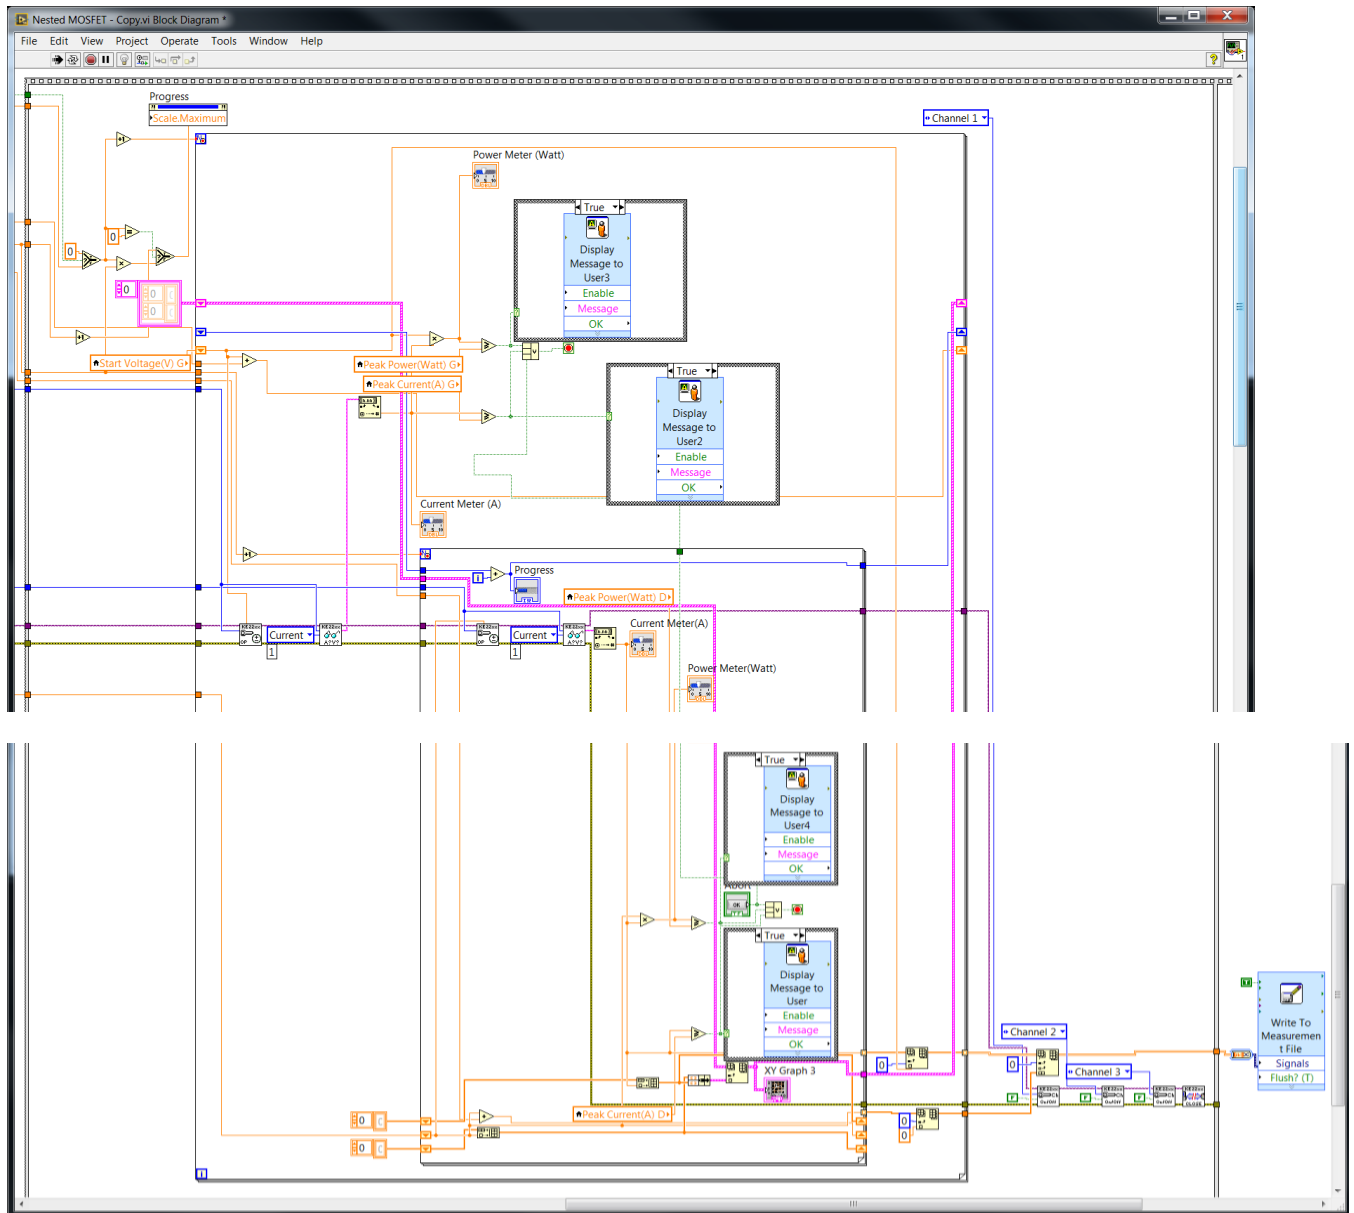 Nested MOSFET - Copy.vi Block Diagram *
File Edit View Project Operate Tools Window Help
Progress
Scale.Maximum
Channel 1
Power Meter (Watt)
True
Display
Message to
User3
Enable
Message
OK
0
0
0
0
0
Start Voltage(V) G
Peak Power(Watt) G
Peak Current(A) G
True
Display
Message to
User2
Enable
Message
OK
Current Meter (A)
Progress
i
Peak Power(Watt) D
Current
1
Current
1
Current Meter(A)
Power Meter(Watt)
True
Display
Message to
User4
Enable
Message
OK
Abort
OK
True
Display
Message to
User
Enable
Message
OK
XY Graph 3
Peak Current(A) D
0
0
0
0
0
0
i
Channel 2
Channel 3
F
F
F
Write To
Measuremen
t File
Signals
Flush? (T)